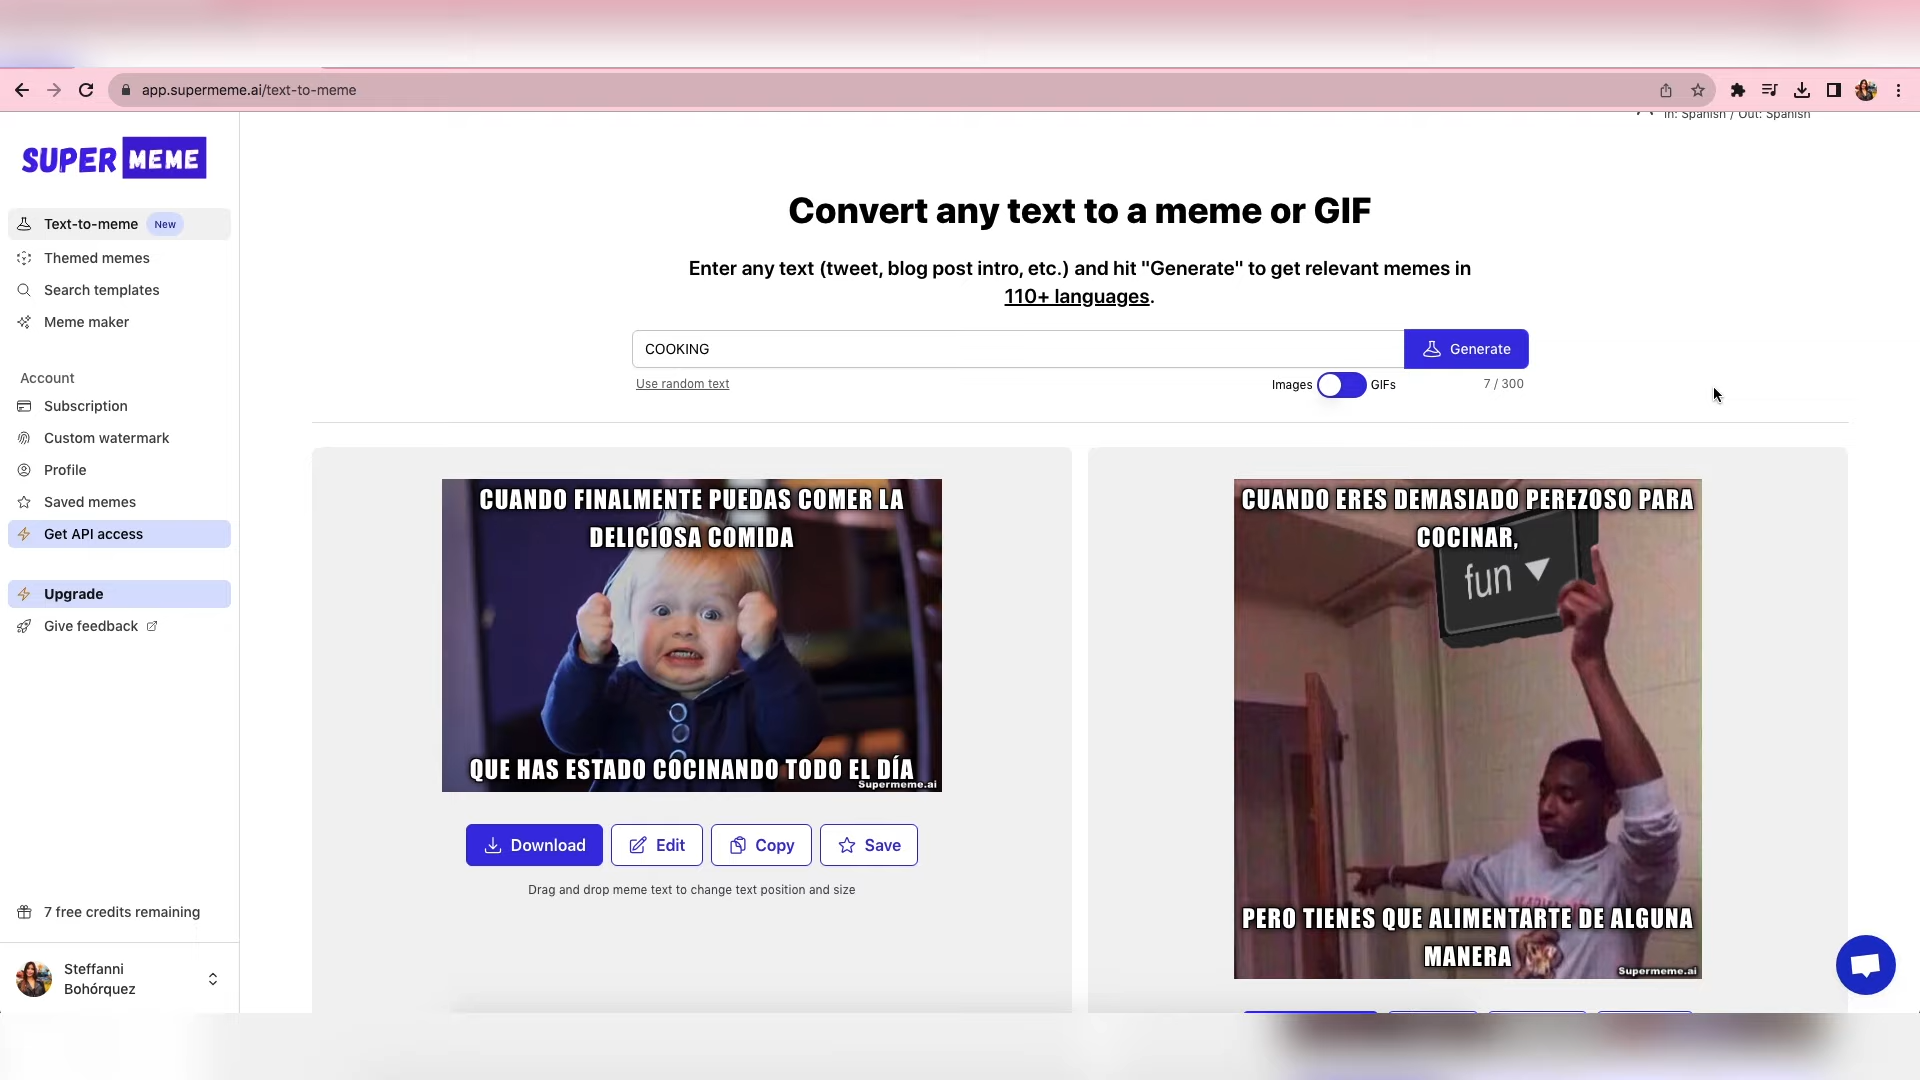 app.supermeme.ai/text-to-meme
In: Spanish / Out: Spanish
SUPER MEME
Text-to-meme New
Themed memes
Search templates
Meme maker
Account
Subscription
Custom watermark
Profile
Saved memes
Get API access
Upgrade
Give feedback
7 free credits remaining
Steffanni
Bohórquez
Convert any text to a meme or GIF
Enter any text (tweet, blog post intro, etc.) and hit "Generate" to get relevant memes in
110+ languages.
COOKING
Generate
Use random text
Images GIFs
7 / 300
CUANDO FINALMENTE PUEDAS COMER LA
DELICIOSA COMIDA
QUE HAS ESTADO COCINANDO TODO EL DÍA
Supermeme.ai
Download
Edit
Copy
Save
Drag and drop meme text to change text position and size
CUANDO ERES DEMASIADO PEREZOSO PARA
COCINAR,
fun
PERO TIENES QUE ALIMENTARTE DE ALGUNA
MANERA
Supermeme.ai